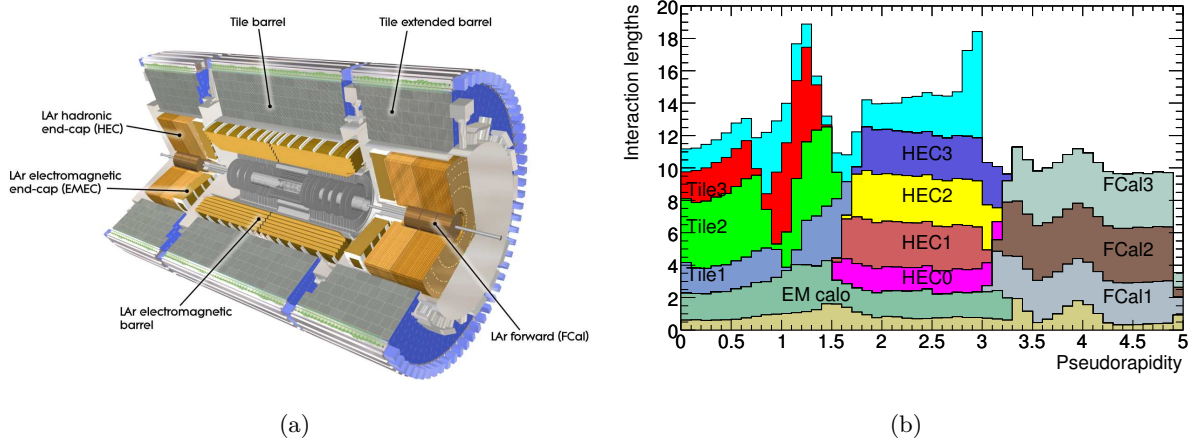 Tile barrel
Tile extended barrel
LAr hadronic
end-cap (HEC)
LAr electromagnetic
end-cap (EMEC)
LAr electromagnetic
barrel
LAr forward (FCal)
(a)
Interaction lengths
20
18
16
14
12
10
8
6
4
2
0
Tile3
Tile2
Tile1
EM calo
HEC3
HEC2
HEC1
HEC0
FCal3
FCal2
FCal1
0 0.5 1 1.5 2 2.5 3 3.5 4 4.5 5
Pseudorapidity
(b)